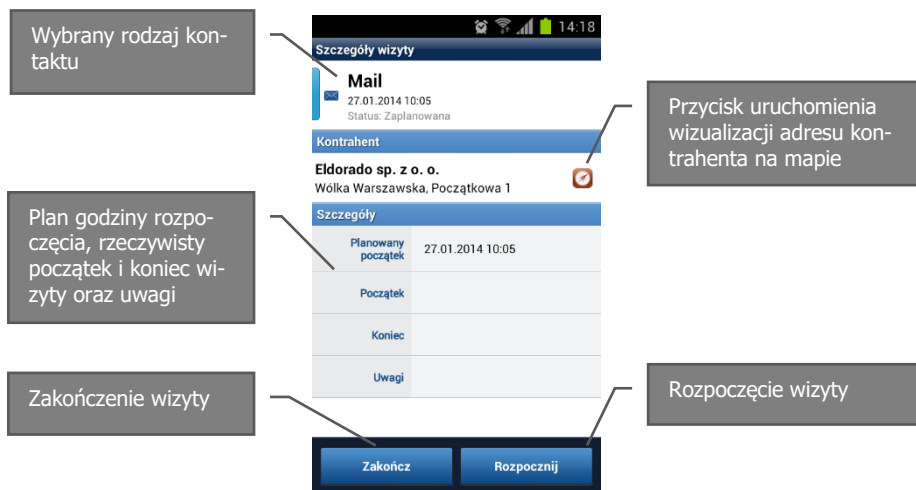 Wybrany rodzaj kon-
taktu
14:18
Szczegóły wizyty
Mail
27.01.2014 10:05
Status: Zaplanowana
Kontrahent
Eldorado sp. z o. o.
Wólka Warszawska, Początkowa 1
Przycisk uruchomienia
wizualizacji adresu kon-
trahenta na mapie
Szczegóły
Plan godziny rozpo-
częcia, rzeczywisty
początek i koniec wi-
zyty oraz uwagi
Planowany
początek
27.01.2014 10:05
Początek
Koniec
Uwagi
Zakończenie wizyty
Rozpoczęcie wizyty
Zakończ
Rozpocznij